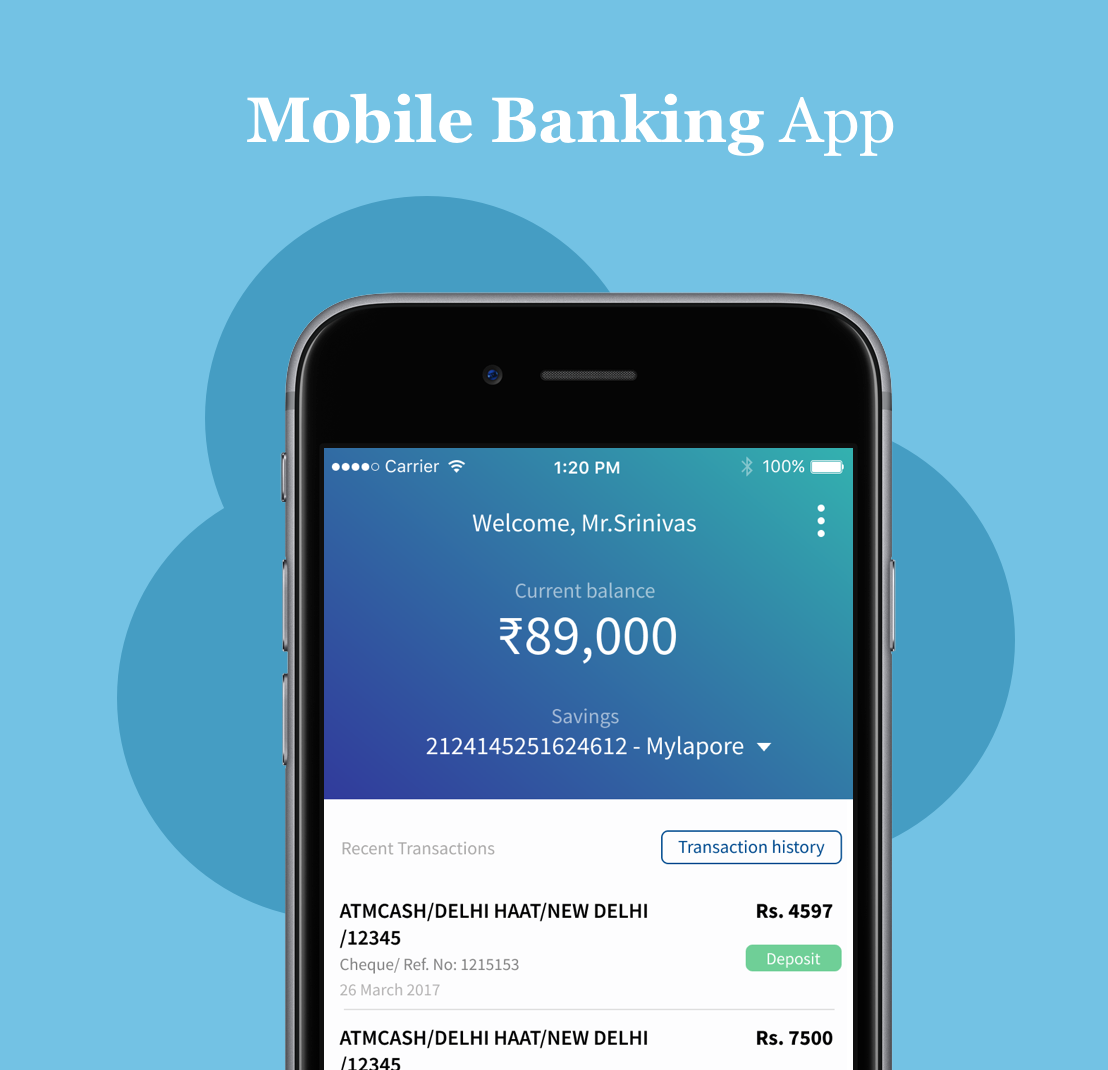 Mobile Banking App
Carrier 1:20 PM 100%
Welcome, Mr.Srinivas
Current balance
₹89,000
Savings
2124145251624612 - Mylapore
Recent Transactions Transaction history
ATMCASH/DELHI HAAT/NEW DELHI Rs. 4597
/12345
Cheque/ Ref. No: 1215153 Deposit
26 March 2017
ATMCASH/DELHI HAAT/NEW DELHI Rs. 7500
/12345